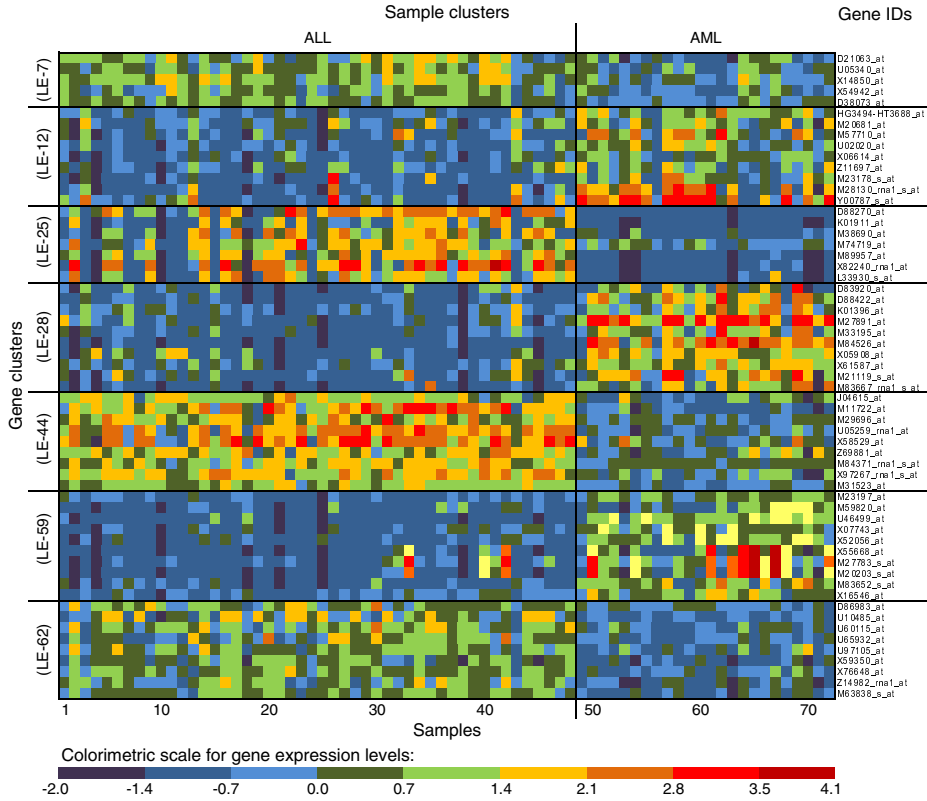 Sample clusters
Gene IDs
ALL
AML
Gene clusters
(LE-7)
D21063_at
U05340_at
X14850_at
X54942_at
D38073_at
(LE-12)
HG3494-HT3688_at
M20681_at
M57710_at
U02020_at
X06614_at
Z11697_at
M23178_s_at
M28130_rna1_s_at
Y00787_s_at
(LE-25)
D88270_at
K01911_at
M38690_at
M74719_at
M89957_at
X82240_rna1_at
L33930_s_at
(LE-28)
D83920_at
D88422_at
K01396_at
M27891_at
M33195_at
M84526_at
X05908_at
X61587_at
M21119_s_at
M83667_rna1_s_at
(LE-44)
J04615_at
M11722_at
M29696_at
U05259_rna1_at
X58529_at
Z69881_at
M84371_rna1_s_at
X97267_rna1_s_at
M31523_at
(LE-59)
M23197_at
M59820_at
U46499_at
X07743_at
X52056_at
X55668_at
M27783_s_at
M20203_s_at
M83652_s_at
X16546_at
(LE-62)
D86983_at
U10485_at
U60115_at
U65932_at
U97105_at
X59350_at
X76648_at
Z14982_rna1_at
M63838_s_at
1 10 20 30 40 50 60 70
Samples
Colorimetric scale for gene expression levels:
-2.0 -1.4 -0.7 0.0 0.7 1.4 2.1 2.8 3.5 4.1